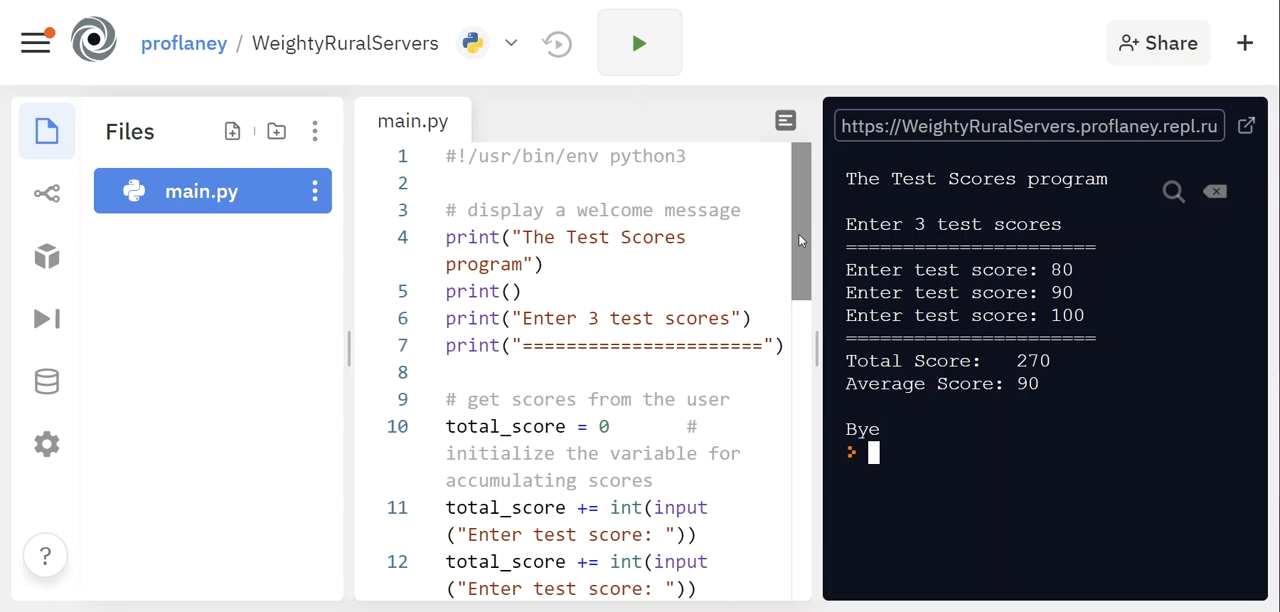 proflaney / WeightyRuralServers
Share
Files
main.py
main.py
1 #!/usr/bin/env python3
2
3 # display a welcome message
4 print("The Test Scores
program")
5 print()
6 print("Enter 3 test scores")
7 print("======================")
8
9 # get scores from the user
10 total_score = 0 #
initialize the variable for
accumulating scores
11 total_score += int(input
("Enter test score: "))
12 total_score += int(input
("Enter test score: "))
https://WeightyRuralServers.proflaney.repl.ru
The Test Scores program
Enter 3 test scores
======================
Enter test score: 80
Enter test score: 90
Enter test score: 100
======================
Total Score: 270
Average Score: 90
Bye
>
?